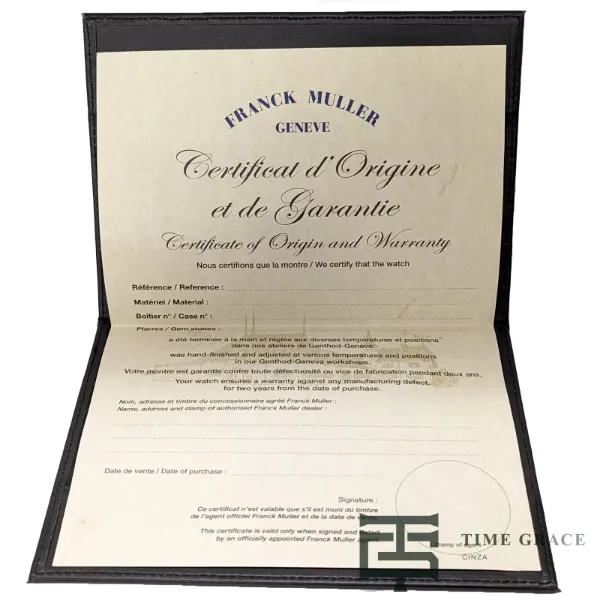 FRANCK MULLER
GENEVE
Certificat d'Origine
et de Garantie
Certificate of Origin and Warranty
Nous certifions que la montre / We certify that the watch
Référence / Reference :
Matériel / Material :
Boîtier n° / Case n° :
Pierres / Gem stones :
a été terminée à la main et réglée aux diverses températures et positions
dans nos ateliers de Genthod-Genève.
was hand-finished and adjusted at various temperatures and positions
in our Genthod-Geneva workshops.
Votre montre est garantie contre toute défectuosité ou vice de fabrication pendant deux ans.
Your watch ensures a warranty against any manufacturing defect,
for two years from the date of purchase.
Nom, adresse et timbre du concessionnaire agréé Franck Muller :
Name, address and stamp of authorised Franck Muller dealer :
Date de vente / Date of purchase :
Signature :
Ce certificat n'est valable que s'il est muni du timbre
de l'agent officiel Franck Muller et de la date de vente.
This certificate is valid only when signed and dated
by an officially appointed Franck Muller agent.
Stamp of agent
TIME GRACE
GINZA